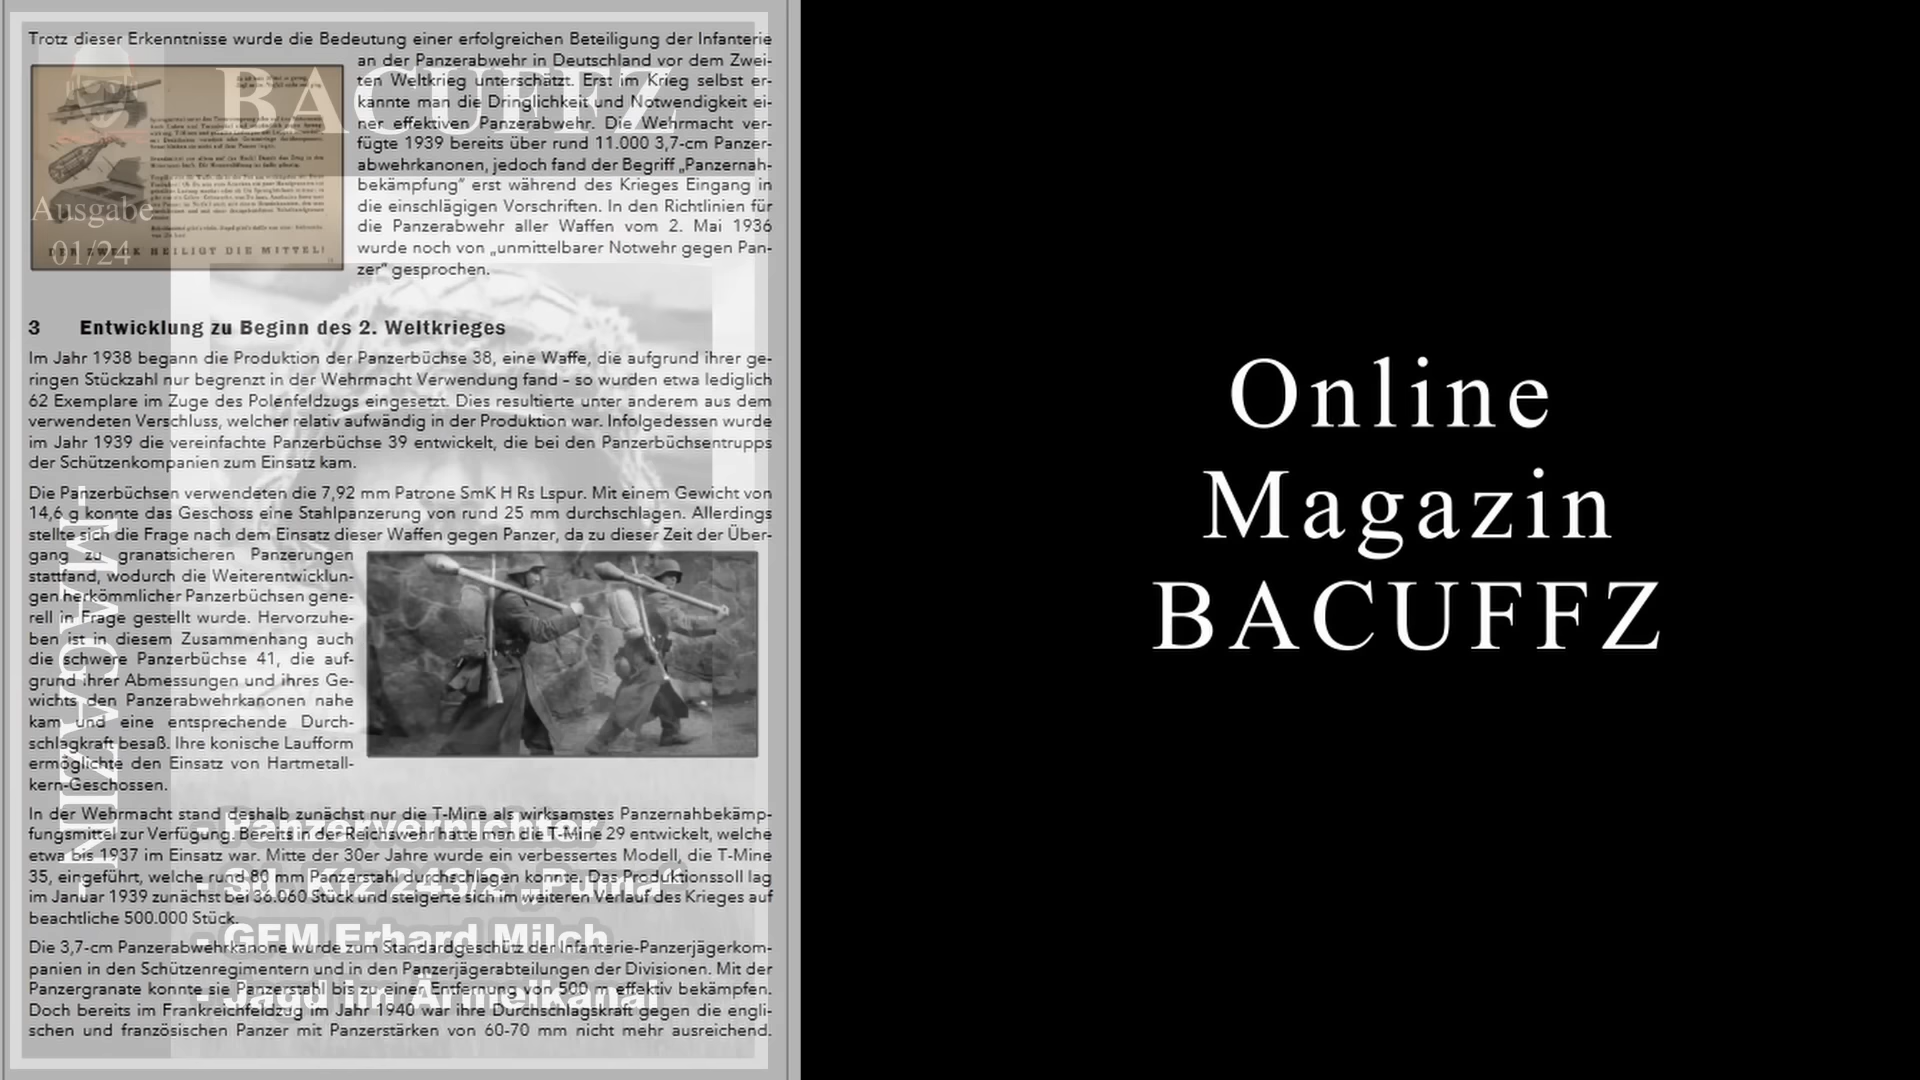 Trotz dieser Erkenntnisse wurde die Bedeutung einer erfolgreichen Beteiligung der Infanterie
an der Panzerabwehr in Deutschland vor dem Zwei-
ten Weltkrieg unterschätzt. Erst im Krieg selbst er-
kannte man die Dringlichkeit und Notwendigkeit ei-
ner effektiven Panzerabwehr. Die Wehrmacht ver-
fügte 1939 bereits über rund 11.000 3,7-cm Panzer-
abwehrkanonen, jedoch fand der Begriff „Panzernah-
bekämpfung“ erst während des Krieges Eingang in
die einschlägigen Vorschriften. In den Richtlinien für
die Panzerabwehr aller Waffen vom 2. Mai 1936
wurde noch von „unmittelbarer Notwehr gegen Pan-
zer“ gesprochen.
BACUFFZ
Ausgabe
01/24
DER ZWECK HEILIGT DIE MITTEL!
3 Entwicklung zu Beginn des 2. Weltkrieges
Im Jahr 1938 begann die Produktion der Panzerbüchse 38, eine Waffe, die aufgrund ihrer ge-
ringen Stückzahl nur begrenzt in der Wehrmacht Verwendung fand – so wurden etwa lediglich
62 Exemplare im Zuge des Polenfeldzugs eingesetzt. Dies resultierte unter anderem aus dem
verwendeten Verschluss, welcher relativ aufwändig in der Produktion war. Infolgedessen wurde
im Jahr 1939 die vereinfachte Panzerbüchse 39 entwickelt, die bei den Panzerbüchsentrupps
der Schützenkompanien zum Einsatz kam.
Die Panzerbüchsen verwendeten die 7,92 mm Patrone SmK H Rs Lspur. Mit einem Gewicht von
14,6 g konnte das Geschoss eine Stahlpanzerung von rund 25 mm durchschlagen. Allerdings
stellte sich die Frage nach dem Einsatz dieser Waffen gegen Panzer, da zu dieser Zeit der Über-
gang zu granatsicheren Panzerungen
stattfand, wodurch die Weiterentwicklun-
gen herkömmlicher Panzerbüchsen gene-
rell in Frage gestellt wurde. Hervorzuhe-
ben ist in diesem Zusammenhang auch
die schwere Panzerbüchse 41, die auf-
grund ihrer Abmessungen und ihres Ge-
wichts den Panzerabwehrkanonen nahe
kam und eine entsprechende Durch-
schlagkraft besaß. Ihre konische Laufform
ermöglichte den Einsatz von Hartmetall-
kern-Geschossen.
In der Wehrmacht stand deshalb zunächst nur die T-Mine als wirksamstes Panzernahbekämp-
fungsmittel zur Verfügung. Bereits in der Reichswehr hatte man die T-Mine 29 entwickelt, welche
etwa bis 1937 im Einsatz war. Mitte der 30er Jahre wurde ein verbessertes Modell, die T-Mine
35, eingeführt, welche rund 80 mm Panzerstahl durchschlagen konnte. Das Produktionssoll lag
im Januar 1939 zunächst bei 36.060 Stück und steigerte sich im weiteren Verlauf des Krieges auf
beachtliche 500.000 Stück.
Die 3,7-cm Panzerabwehrkanone wurde zum Standardgeschütz der Infanterie-Panzerjägerkom-
panien in den Schützenregimentern und in den Panzerjägerabteilungen der Divisionen. Mit der
Panzergranate konnte sie Panzerstahl bis zu einer Entfernung von 500 m effektiv bekämpfen.
Doch bereits im Frankreichfeldzug im Jahr 1940 war ihre Durchschlagskraft gegen die engli-
schen und französischen Panzer mit Panzerstärken von 60-70 mm nicht mehr ausreichend.
- MAGAZIN -
- Panzervernichter
- Sd. Kfz 243/2 „Puma“
- GFM Erhard Milch
- Jagd im Ärmelkanal
Online
Magazin
BACUFFZ